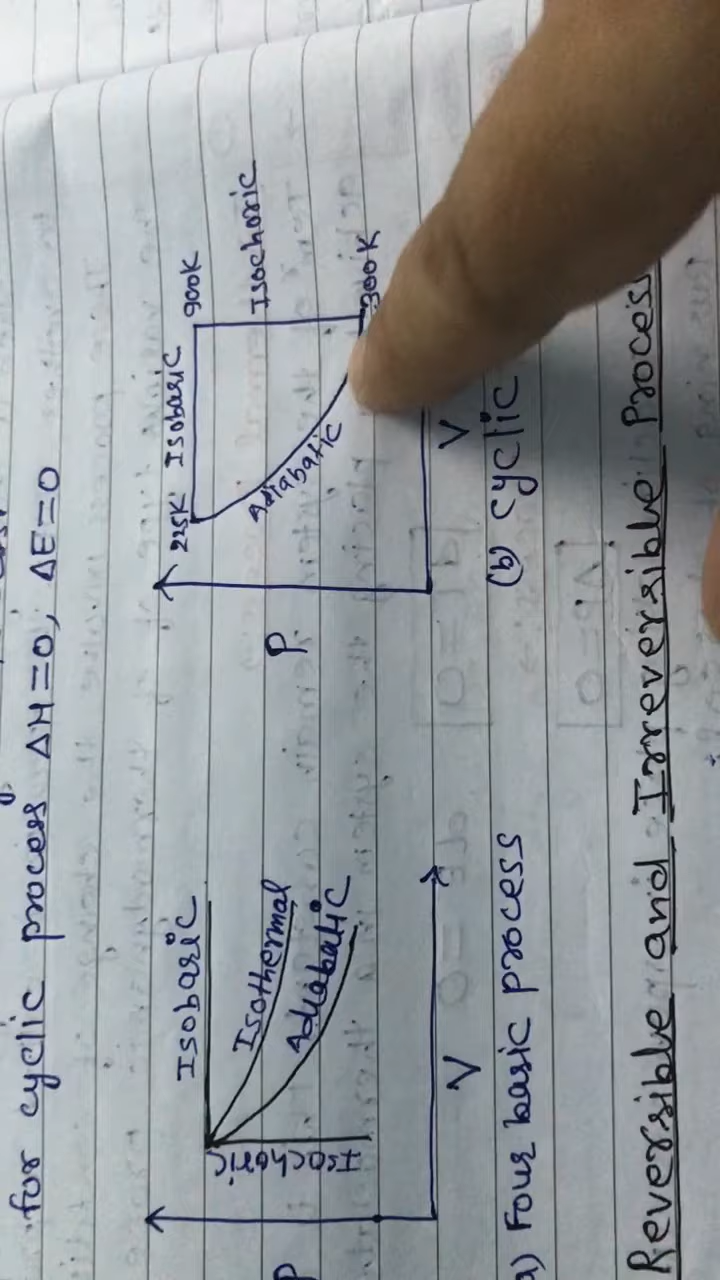 for cyclic process ΔH=0, ΔE=0
P
Isobaric
Isothermal
Adiabatic
Isochoric
V
a) Four basic process
P
225K Isobaric 900K
Adiabatic
Isochoric
300K
V
(b) cyclic
Reversible and Irreversible Process